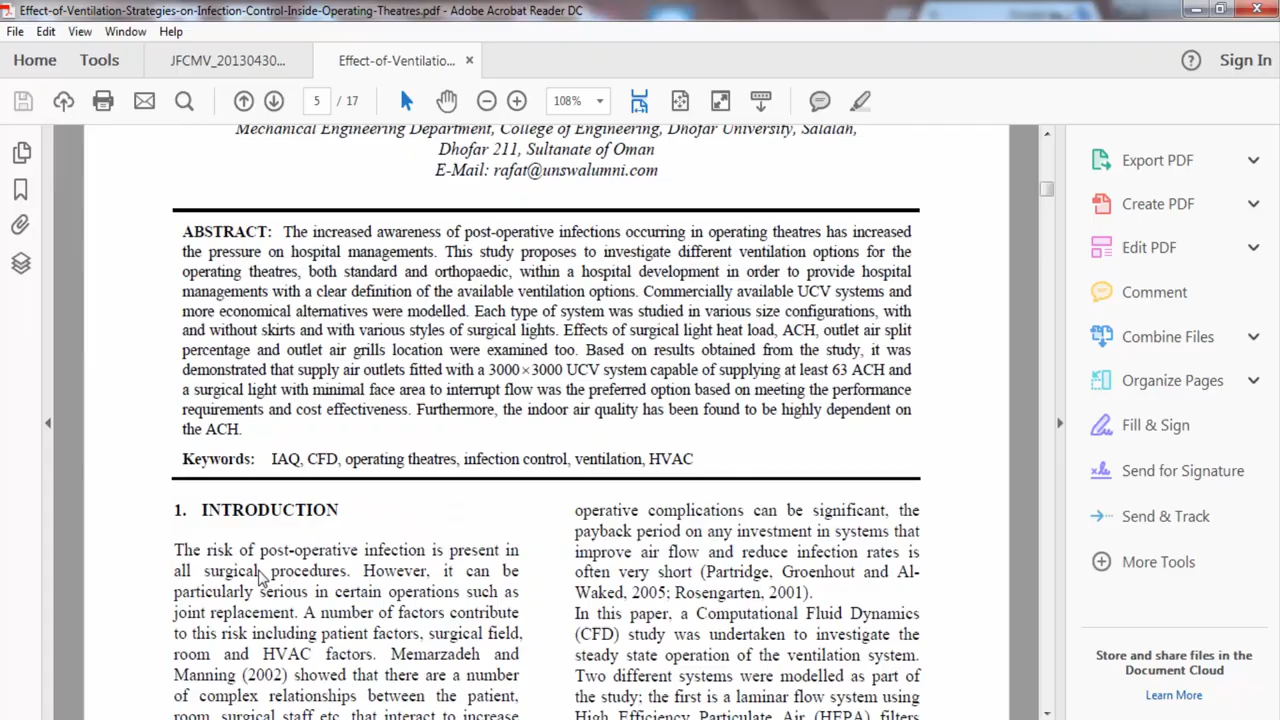 Effect-of-Ventilation-Strategies-on-Infection-Control-Inside-Operating-Theatres.pdf - Adobe Acrobat Reader DC
File Edit View Window Help
Home Tools JFCMV_20130430... Effect-of-Ventilatio... × Sign In
5 / 17 108%
Mechanical Engineering Department, College of Engineering, Dhofar University, Salalah,
Dhofar 211, Sultanate of Oman
E-Mail: rafat@unswalumni.com
ABSTRACT: The increased awareness of post-operative infections occurring in operating theatres has increased
the pressure on hospital managements. This study proposes to investigate different ventilation options for the
operating theatres, both standard and orthopaedic, within a hospital development in order to provide hospital
managements with a clear definition of the available ventilation options. Commercially available UCV systems and
more economical alternatives were modelled. Each type of system was studied in various size configurations, with
and without skirts and with various styles of surgical lights. Effects of surgical light heat load, ACH, outlet air split
percentage and outlet air grills location were examined too. Based on results obtained from the study, it was
demonstrated that supply air outlets fitted with a 3000×3000 UCV system capable of supplying at least 63 ACH and
a surgical light with minimal face area to interrupt flow was the preferred option based on meeting the performance
requirements and cost effectiveness. Furthermore, the indoor air quality has been found to be highly dependent on
the ACH.
Keywords: IAQ, CFD, operating theatres, infection control, ventilation, HVAC
1. INTRODUCTION
The risk of post-operative infection is present in
all surgical procedures. However, it can be
particularly serious in certain operations such as
joint replacement. A number of factors contribute
to this risk including patient factors, surgical field,
room and HVAC factors. Memarzadeh and
Manning (2002) showed that there are a number
of complex relationships between the patient,
room, surgical staff etc. that interact to increase
operative complications can be significant, the
payback period on any investment in systems that
improve air flow and reduce infection rates is
often very short (Partridge, Groenhout and Al-
Waked, 2005; Rosengarten, 2001).
In this paper, a Computational Fluid Dynamics
(CFD) study was undertaken to investigate the
steady state operation of the ventilation system.
Two different systems were modelled as part of
the study; the first is a laminar flow system using
High Efficiency Particulate Air (HEPA) filters
Export PDF
Create PDF
Edit PDF
Comment
Combine Files
Organize Pages
Fill & Sign
Send for Signature
Send & Track
More Tools
Store and share files in the
Document Cloud
Learn More